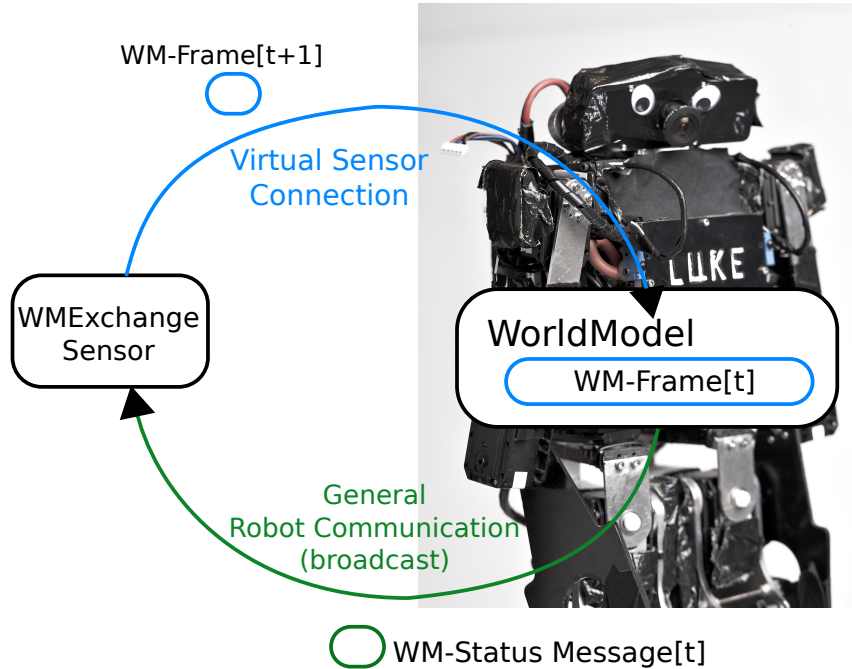 WM-Frame[t+1]
Virtual Sensor
Connection
LUKE
WMExchange
Sensor
WorldModel
WM-Frame[t]
General
Robot Communication
(broadcast)
WM-Status Message[t]